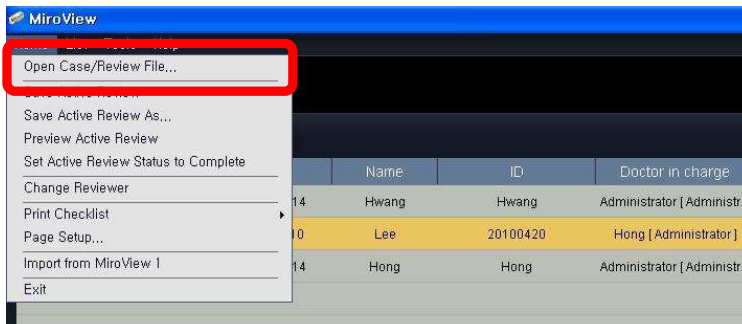 MiroView
Open Case/Review File...
Save Active Review As...
Preview Active Review
Set Active Review Status to Complete
Change Reviewer
Print Checklist
Page Setup...
Import from MiroView 1
Exit
Name ID Doctor in charge
14 Hwang Hwang Administrator [ Administr
10 Lee 20100420 Hong [ Administrator ]
14 Hong Hong Administrator [ Administr